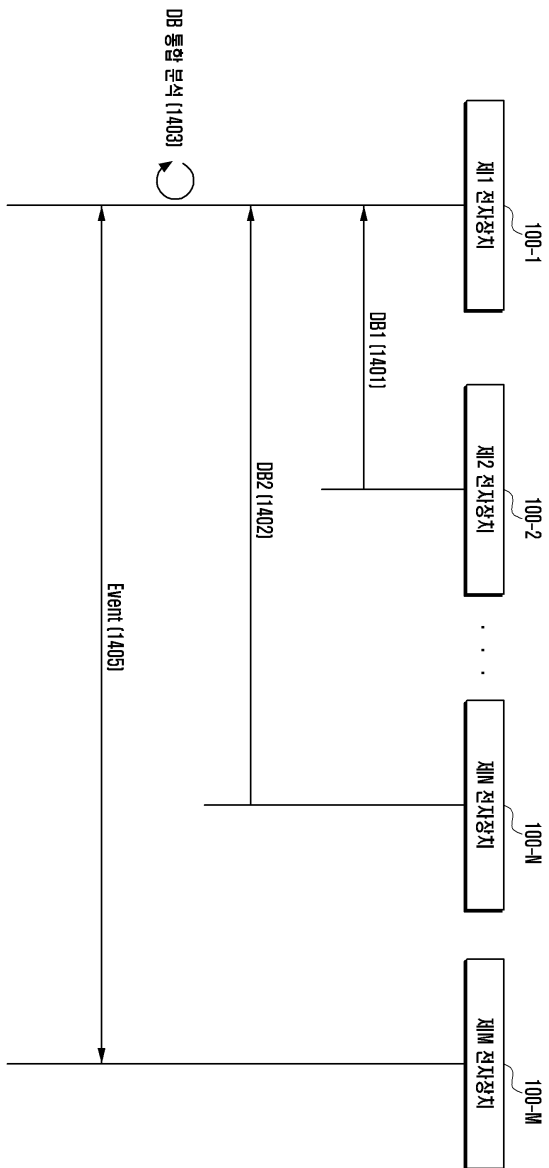 100-1
100-2
100-N
100-M
제1 전자장치
제2 전자장치
· · ·
제N 전자장치
제M 전자장치
DB1 (1401)
DB2 (1402)
DB 통합 분석 (1403)
Event (1405)